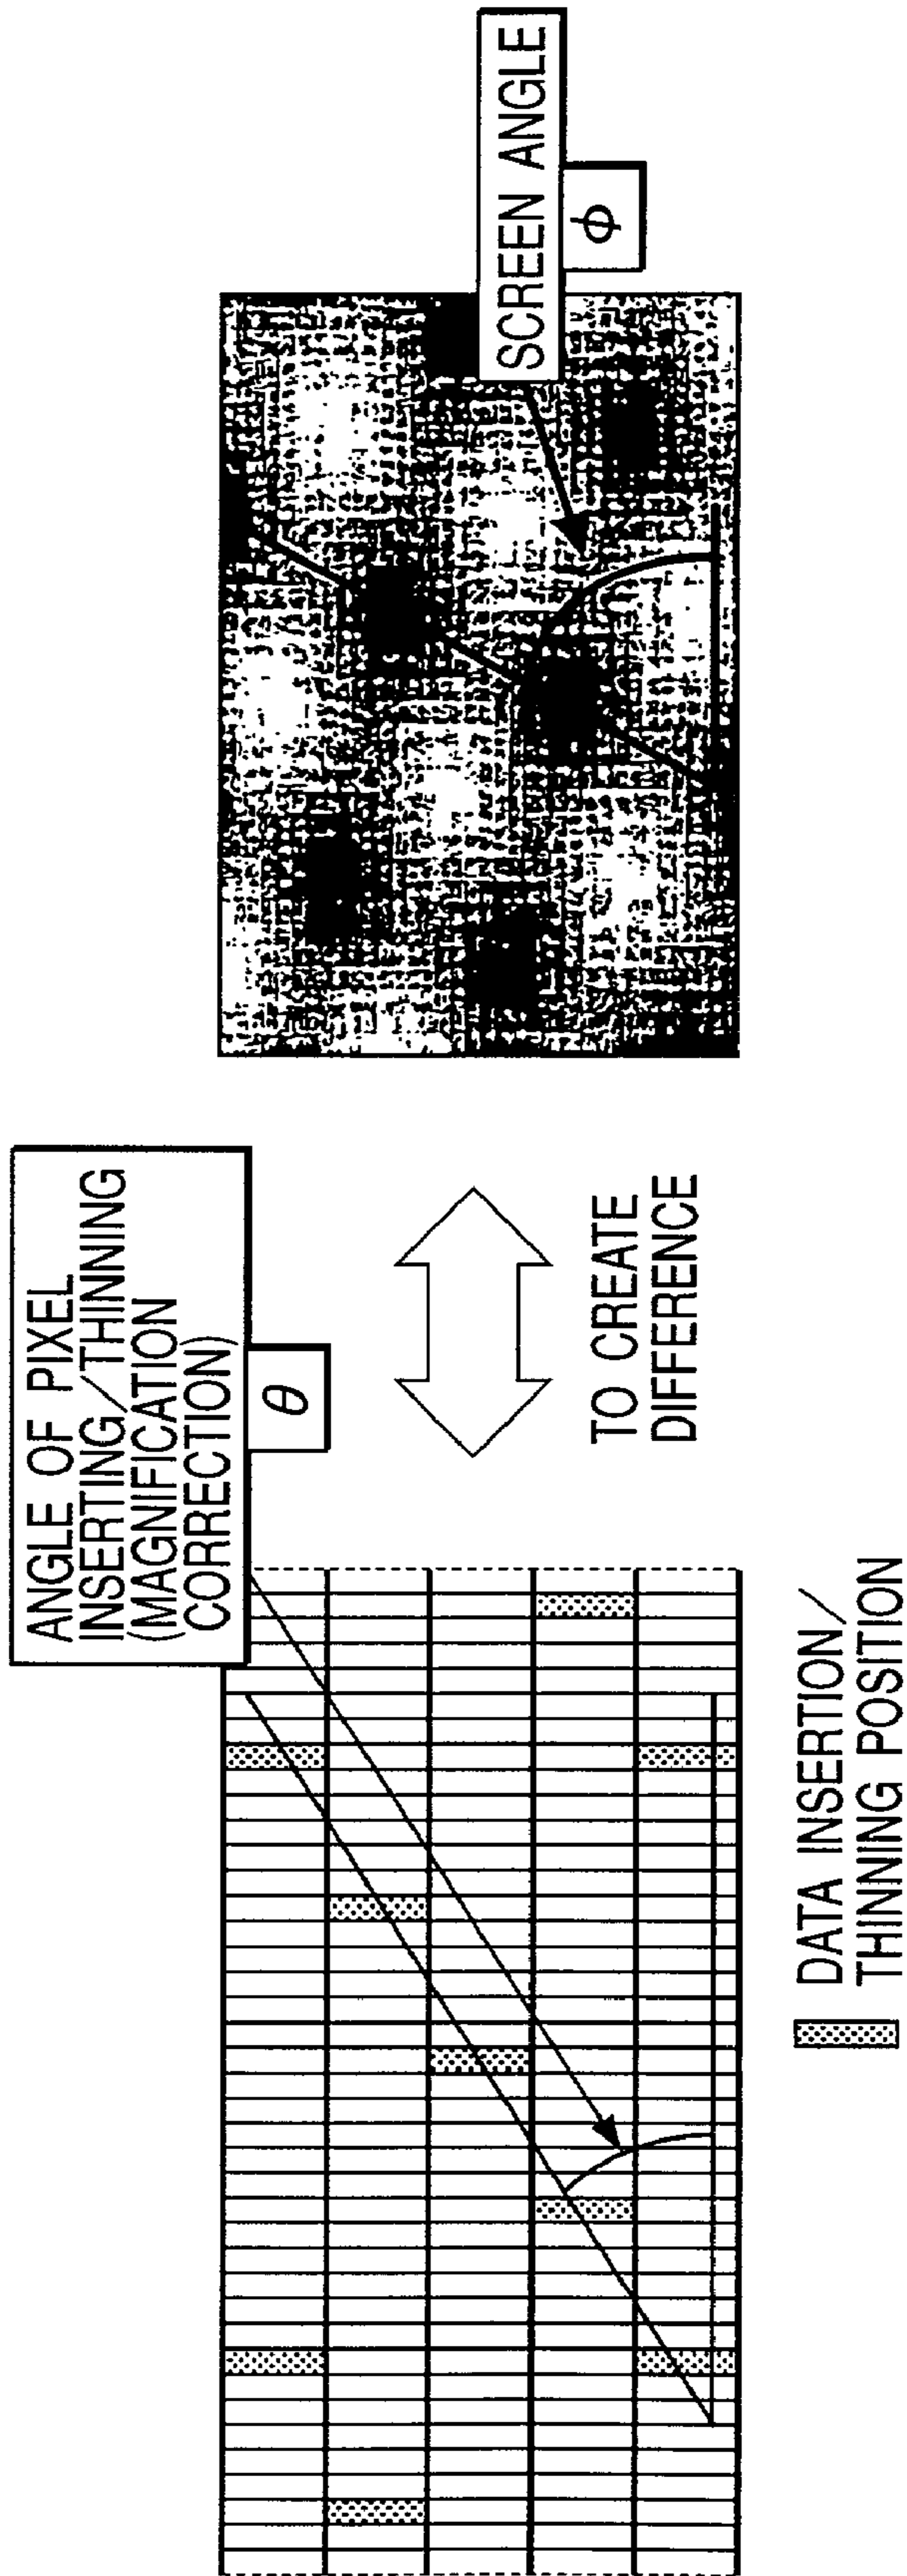 ANGLE OF PIXEL
INSERTING/THINNING
(MAGNIFICATION
CORRECTION)
θ
TO CREATE
DIFFERENCE
SCREEN ANGLE
ϕ
DATA INSERTION/
THINNING POSITION